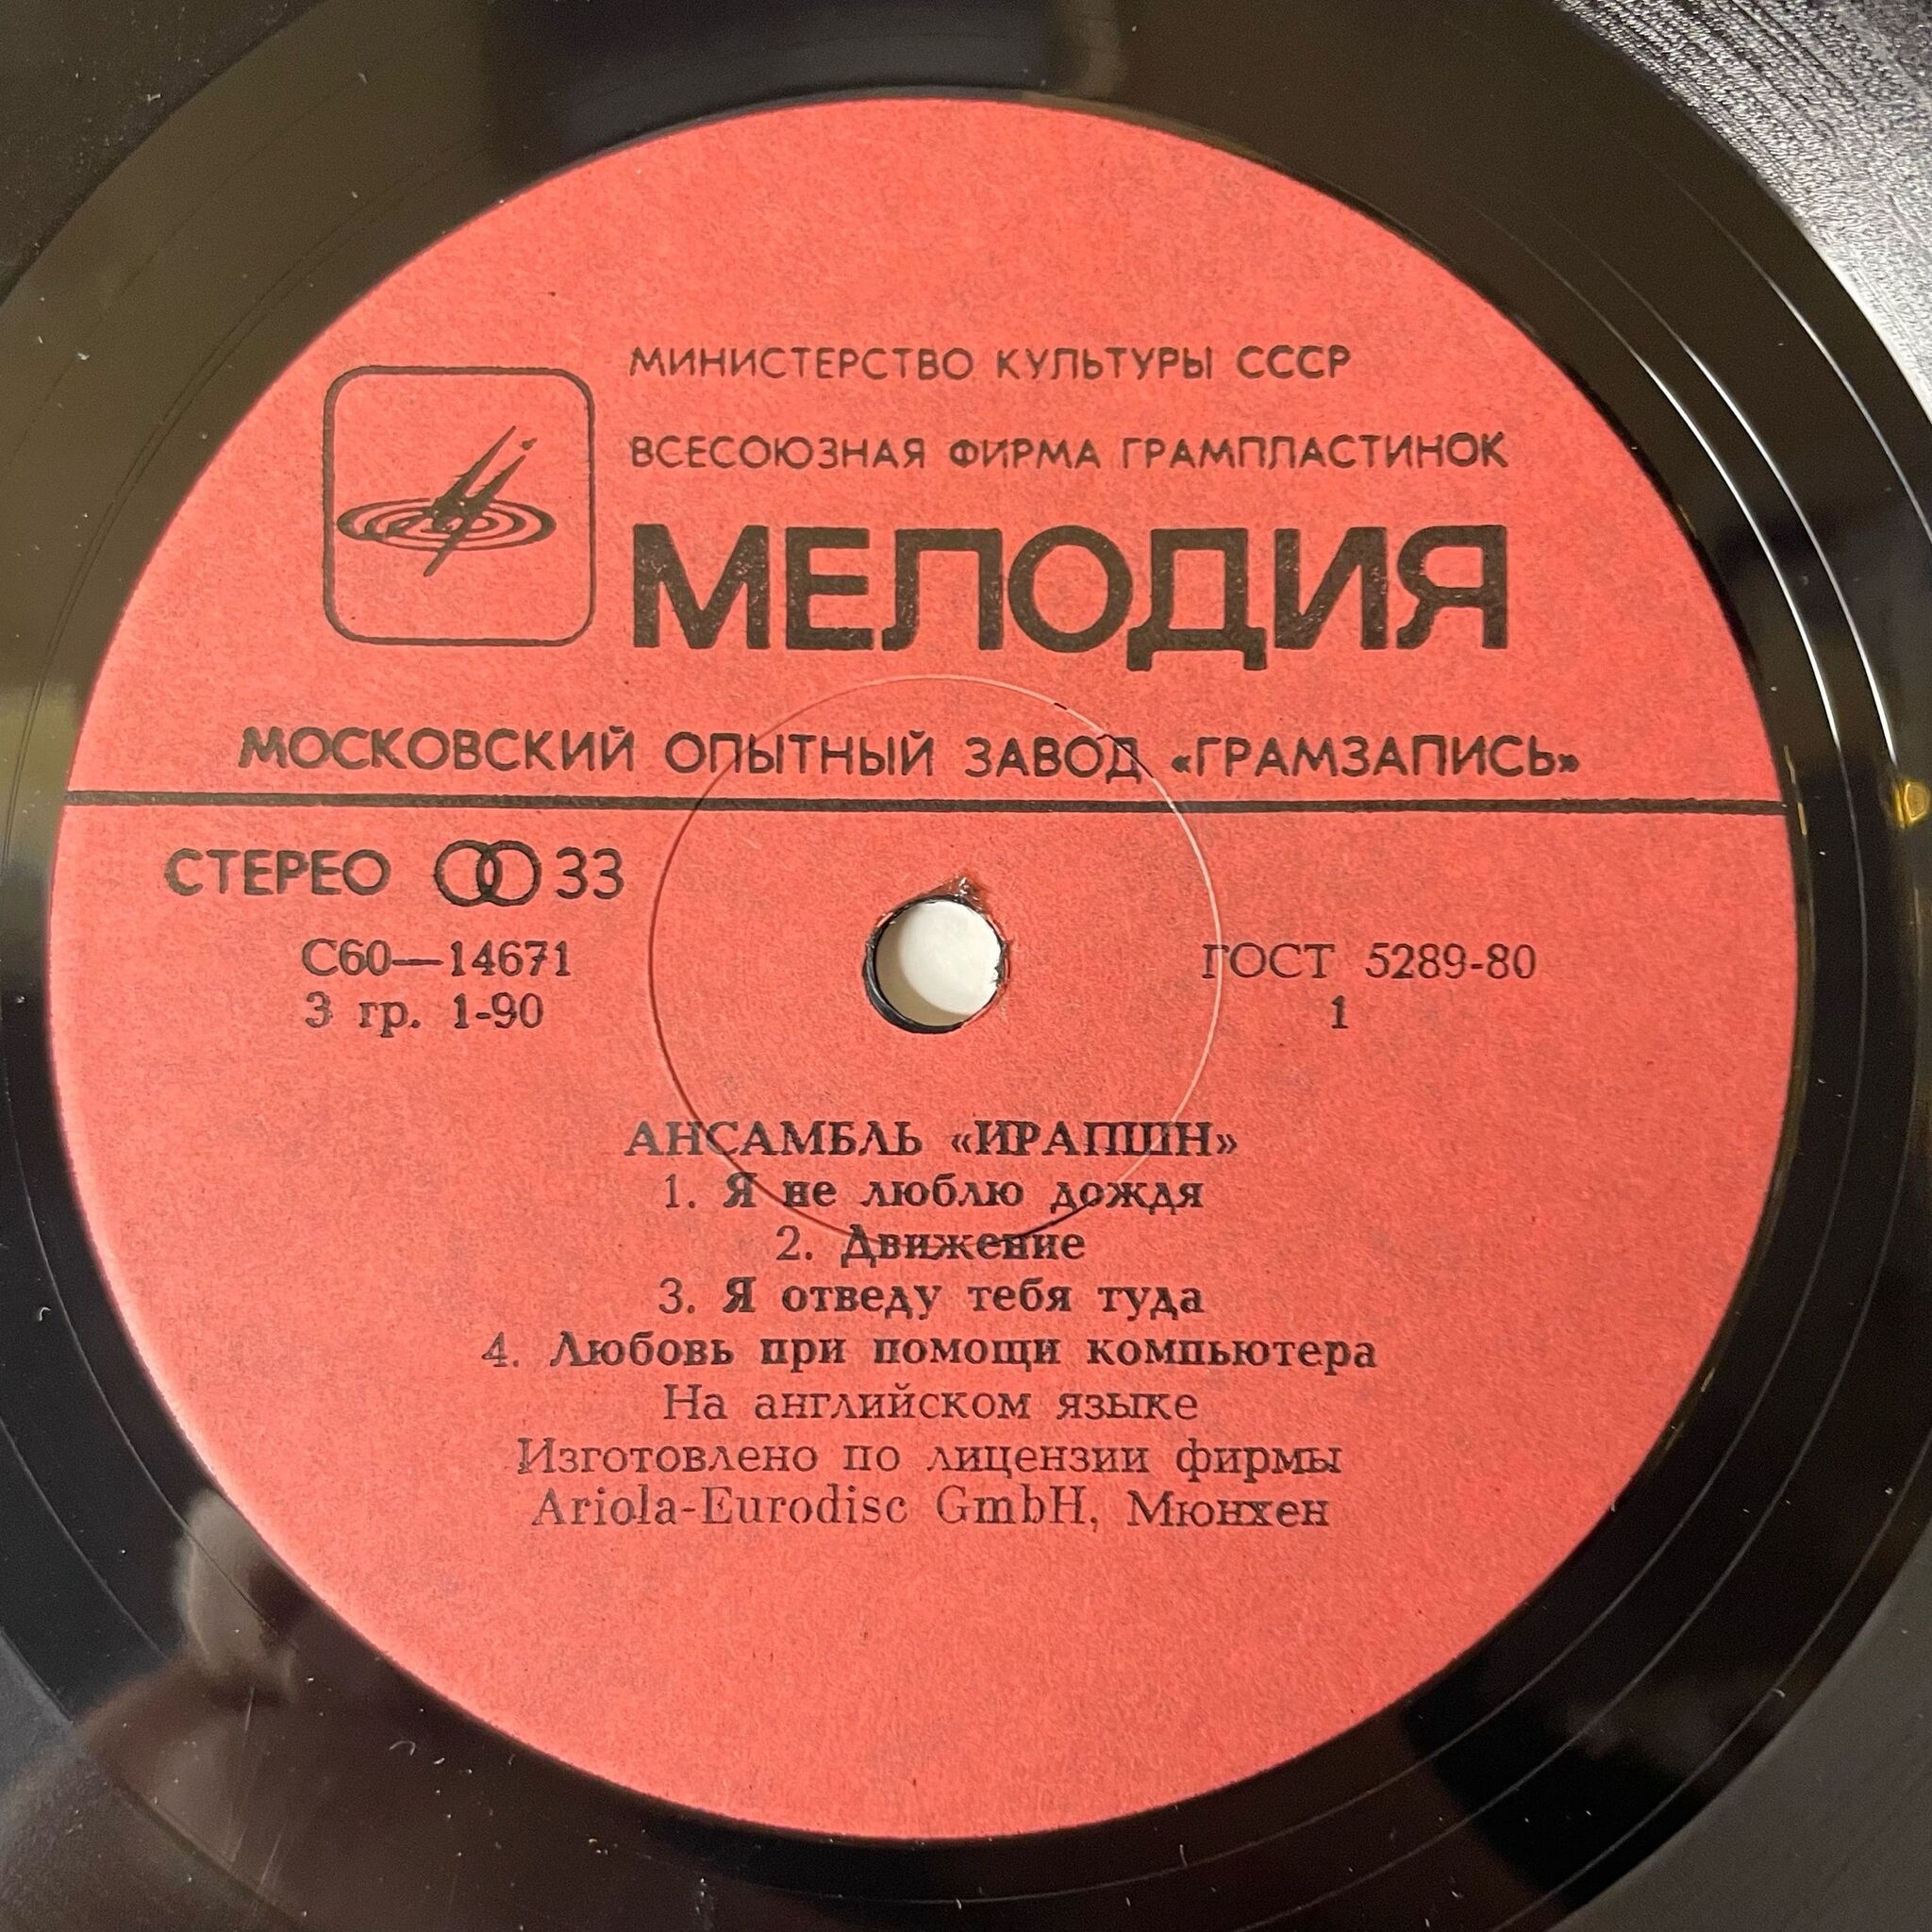 МИНИСТЕРСТВО КУЛЬТУРЫ СССР
ВСЕСОЮЗНАЯ ФИРМА ГРАМПЛАСТИНОК
МЕЛОДИЯ
МОСКОВСКИЙ ОПЫТНЫЙ ЗАВОД «ГРАМЗАПИСЬ»
СТЕРЕО 33
С60—14671
3 гр. 1-90
ГОСТ 5289-80
1
АНСАМБЛЬ «ИРАПШН»
1. Я не люблю дождя
2. Движение
3. Я отведу тебя туда
4. Любовь при помощи компьютера
На английском языке
Изготовлено по лицензии фирмы
Ariola-Eurodisc GmbH, Мюнхен